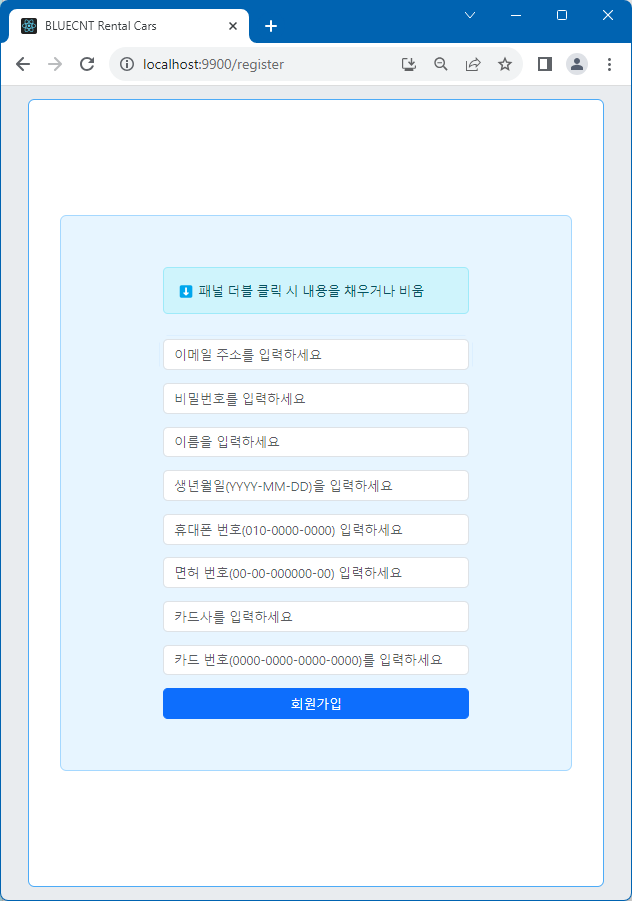 BLUECNT Rental Cars
localhost:9900/register
패널 더블 클릭 시 내용을 채우거나 비움
이메일 주소를 입력하세요
비밀번호를 입력하세요
이름을 입력하세요
생년월일(YYYY-MM-DD)을 입력하세요
휴대폰 번호(010-0000-0000) 입력하세요
면허 번호(00-00-000000-00) 입력하세요
카드사를 입력하세요
카드 번호(0000-0000-0000-0000)를 입력하세요
회원가입